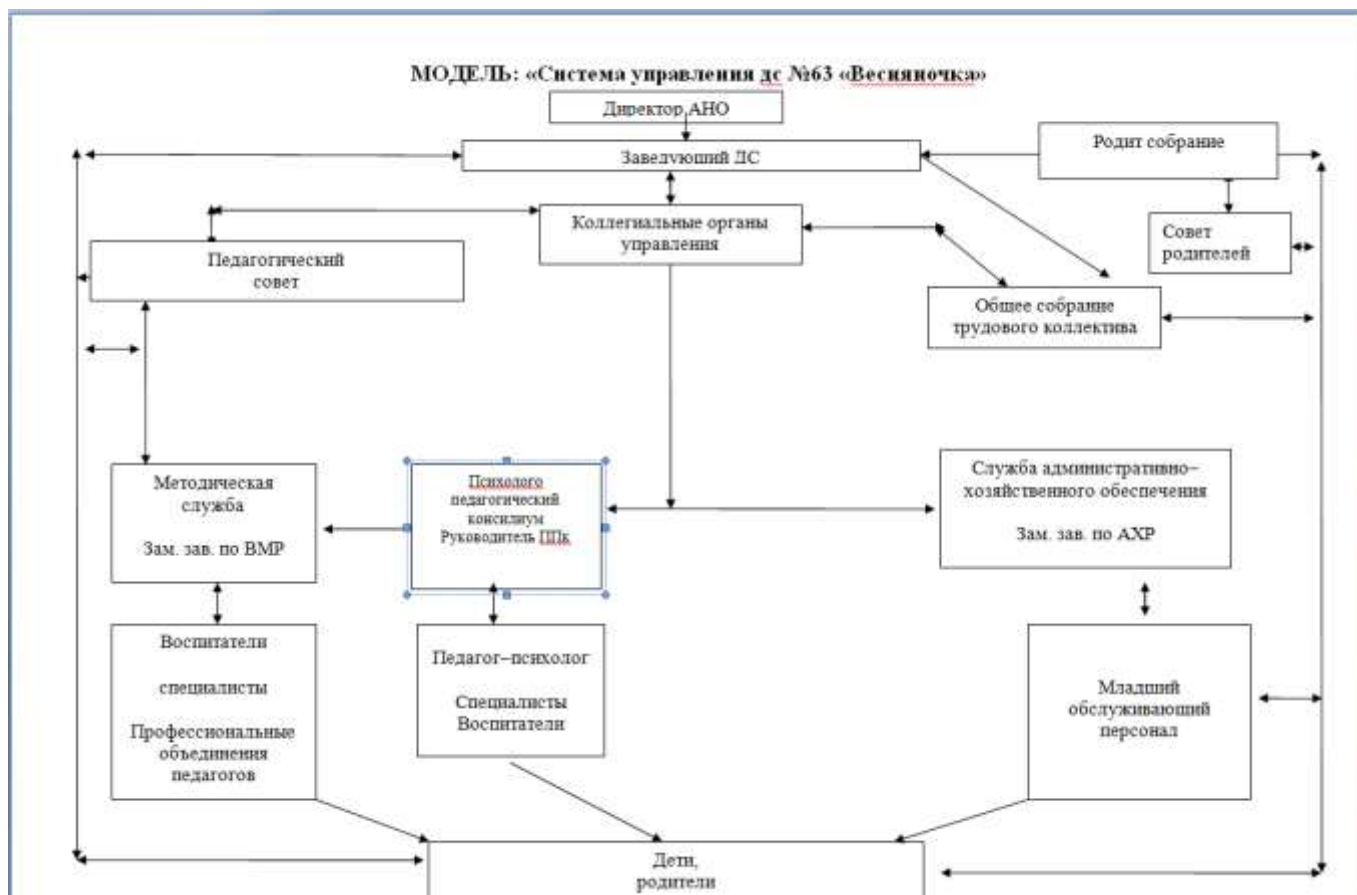 МОДЕЛЬ: «Система управления дс №63 «Весняночка»
Директор АНО
Заведующий ДС
Родит собрание
Коллегиальные органы
управления
Совет
родителей
Педагогический
совет
Общее собрание
трудового коллектива
Методическая
служба
Зам. зав. по ВМР
Психолого
педагогический
консилиум
Руководитель ППк
Служба административно–
хозяйственного обеспечения
Зам. зав. по АХР
Воспитатели
специалисты
Профессиональные
объединения
педагогов
Педагог–психолог
Специалисты
Воспитатели
Младший
обслуживающий
персонал
Дети,
родители